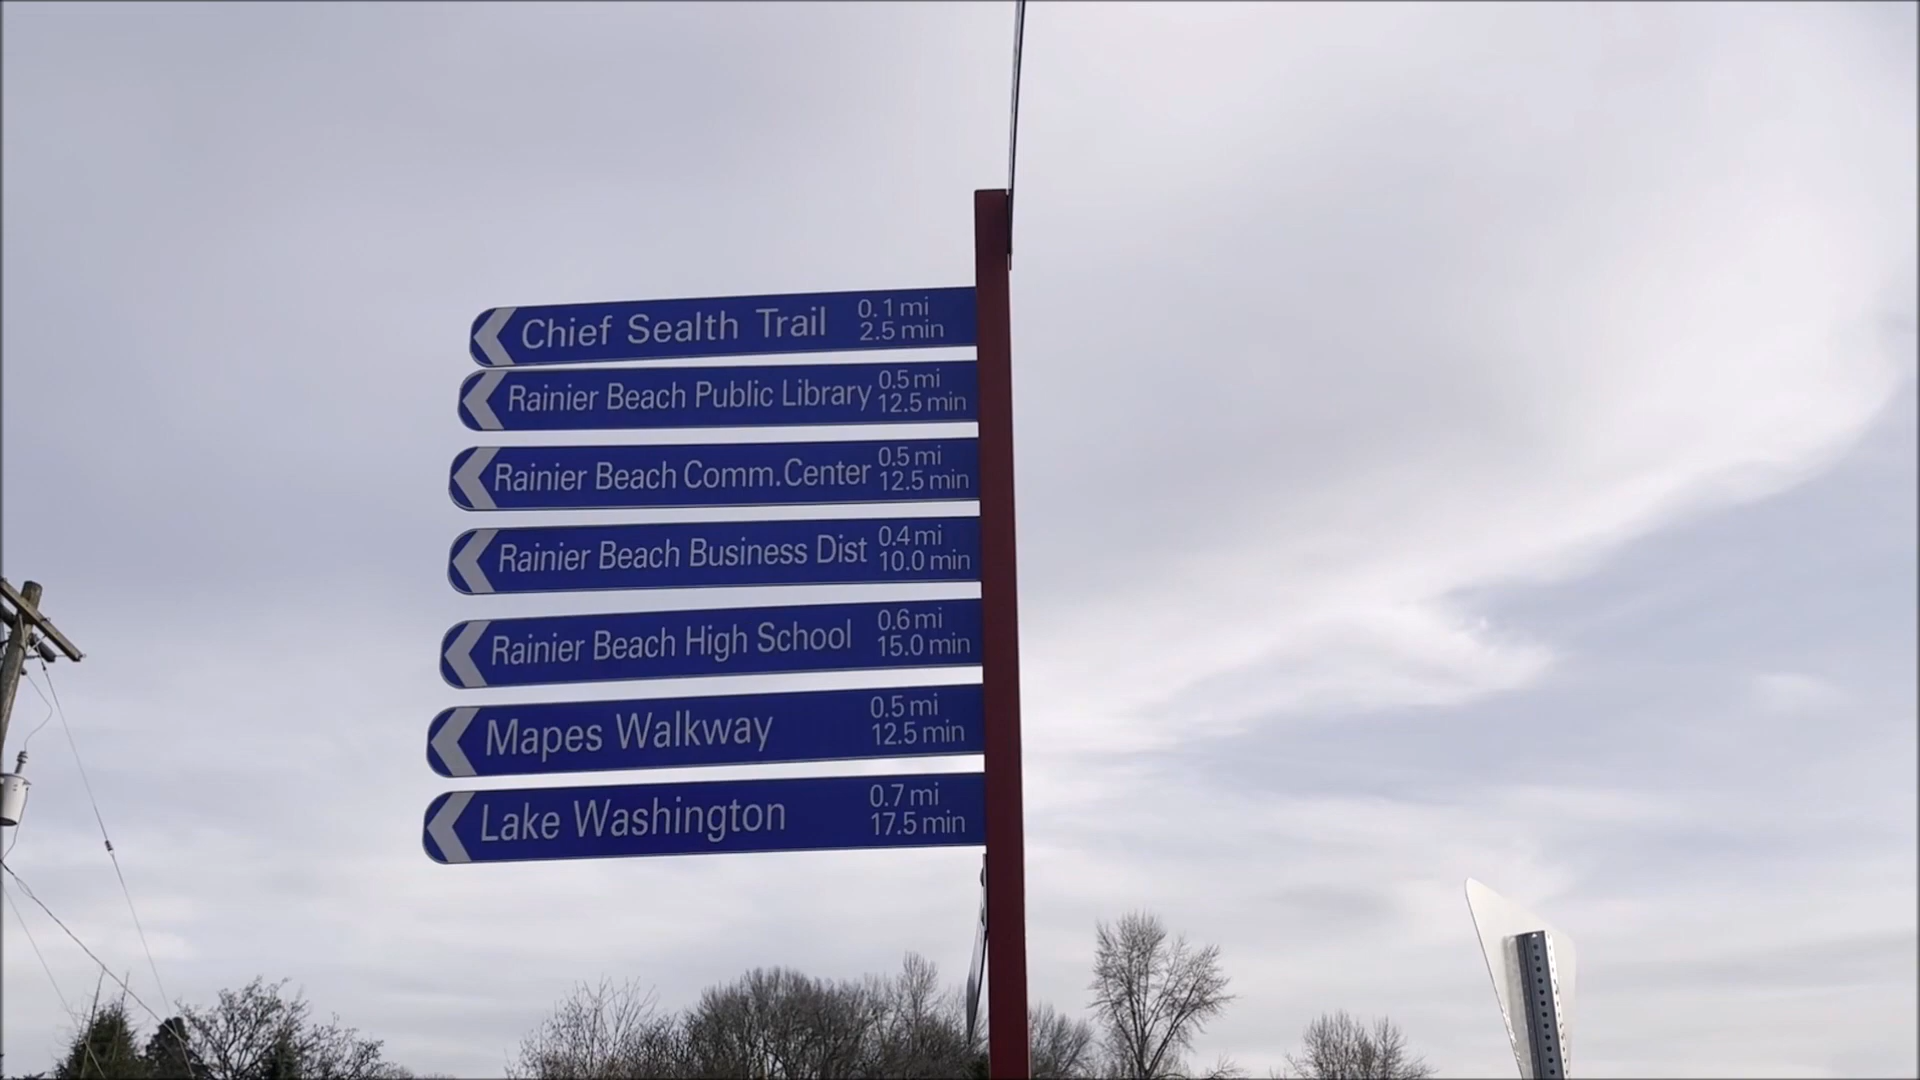 Chief Sealth Trail 0.1 mi
2.5 min
Rainier Beach Public Library 0.5 mi
12.5 min
Rainier Beach Comm. Center 0.5 mi
12.5 min
Rainier Beach Business Dist 0.4 mi
10.0 min
Rainier Beach High School 0.6 mi
15.0 min
Mapes Walkway 0.5 mi
12.5 min
Lake Washington 0.7 mi
17.5 min